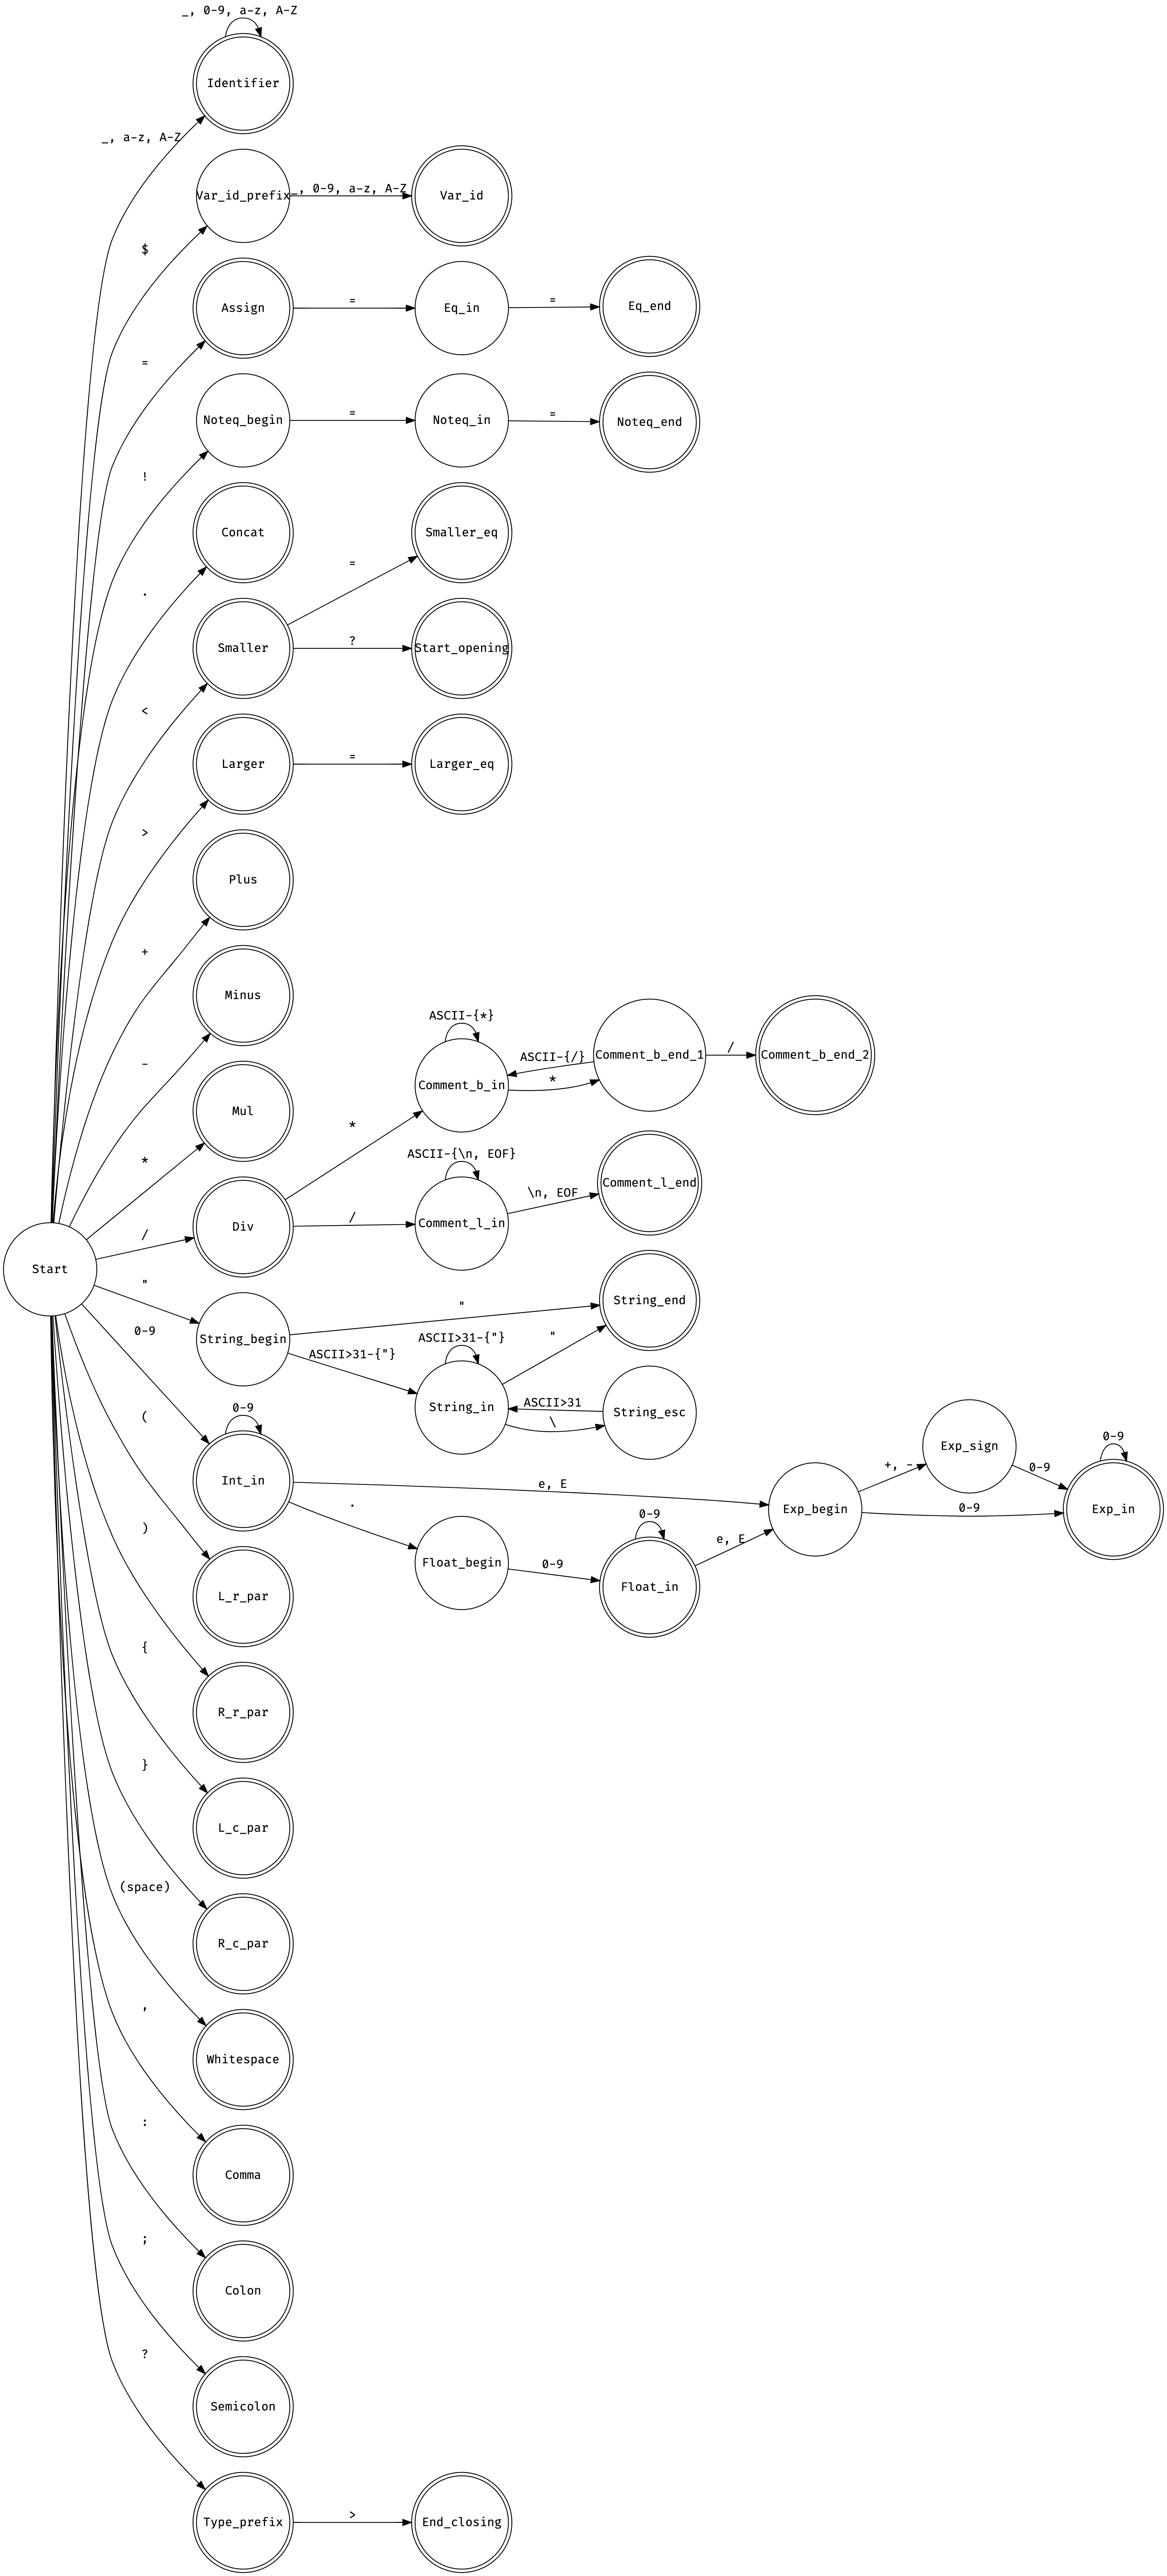 _, 0-9, a-z, A-Z
Identifier
_, a-z, A-Z
Var_id_prefix
_, 0-9, a-z, A-Z
Var_id
$
Assign
=
Eq_in
=
Eq_end
=
Noteq_begin
=
Noteq_in
=
Noteq_end
!
Concat
Smaller_eq
=
.
Smaller
?
Start_opening
<
Larger
=
Larger_eq
>
Plus
+
Minus
-
ASCII-{*}
Comment_b_in
ASCII-{/}
*
Comment_b_end_1
/
Comment_b_end_2
Mul
*
*
ASCII-{\n, EOF}
Comment_l_in
\n, EOF
Comment_l_end
Div
/
/
Start
"
String_begin
"
String_end
ASCII>31-{"}
ASCII>31-{"}
"
String_in
ASCII>31
\
String_esc
0-9
0-9
Int_in
e, E
Exp_begin
+, -
Exp_sign
0-9
0-9
0-9
Exp_in
.
Float_begin
0-9
0-9
Float_in
e, E
(
L_r_par
)
R_r_par
{
L_c_par
}
R_c_par
(space)
Whitespace
,
Comma
:
Colon
;
Semicolon
?
Type_prefix
>
End_closing